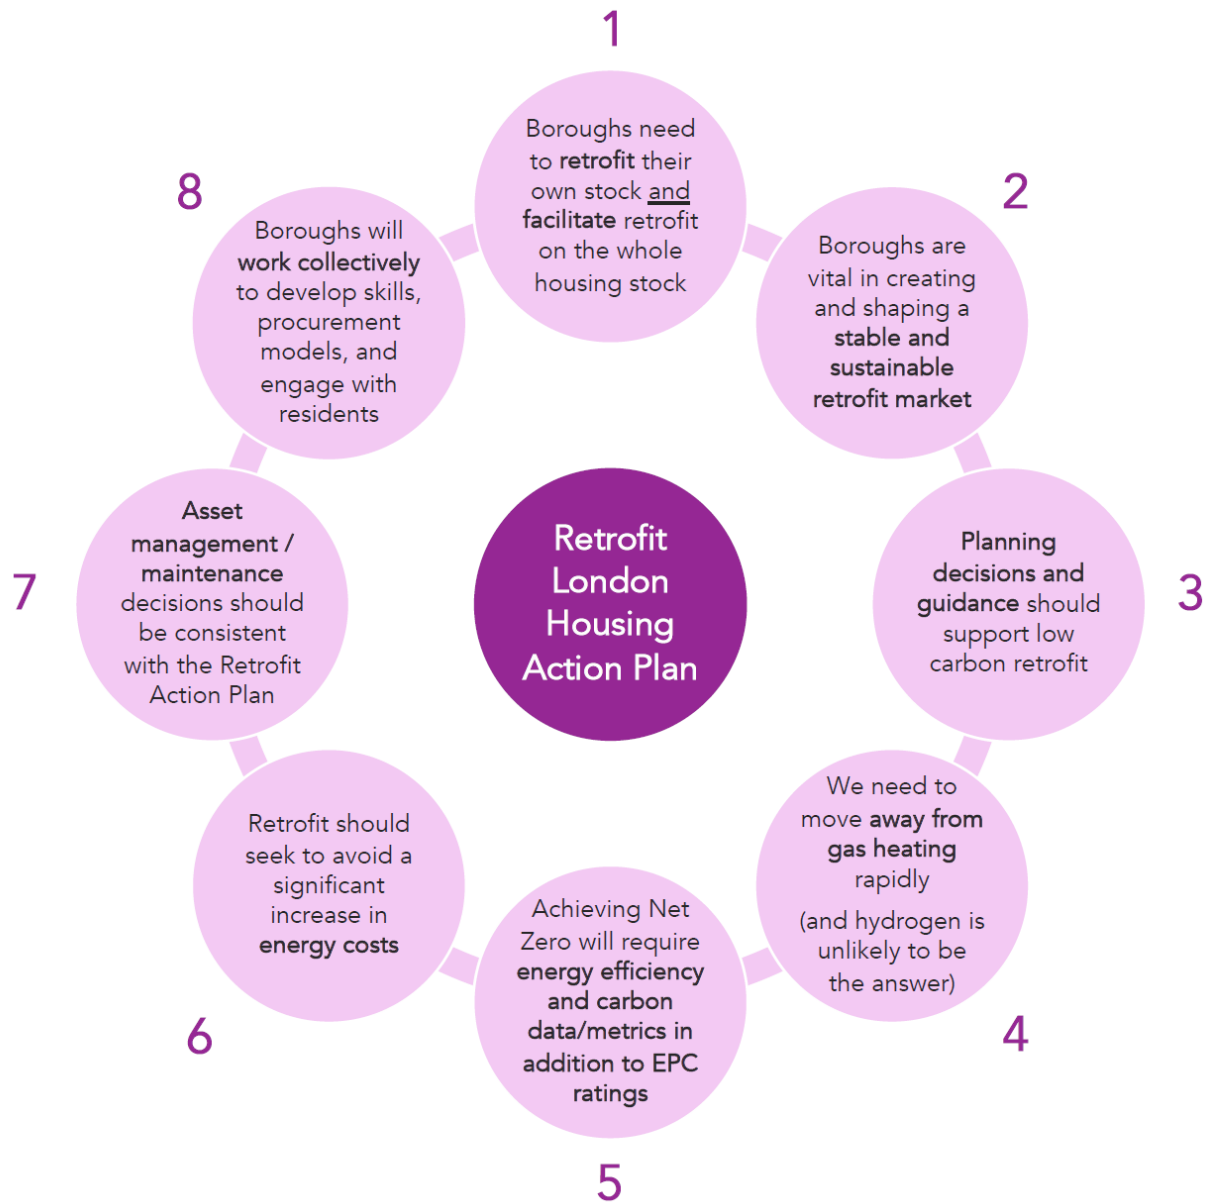 1
Boroughs need
to retrofit their
own stock and
facilitate retrofit
on the whole
housing stock
2
Boroughs are
vital in creating
and shaping a
stable and
sustainable
retrofit market
3
Planning
decisions and
guidance should
support low
carbon retrofit
4
We need to
move away from
gas heating
rapidly
(and hydrogen is
unlikely to be
the answer)
5
Achieving Net
Zero will require
energy efficiency
and carbon
data/metrics in
addition to EPC
ratings
6
Retrofit should
seek to avoid a
significant
increase in
energy costs
7
Asset
management /
maintenance
decisions should
be consistent
with the Retrofit
Action Plan
8
Boroughs will
work collectively
to develop skills,
procurement
models, and
engage with
residents
Retrofit
London
Housing
Action Plan